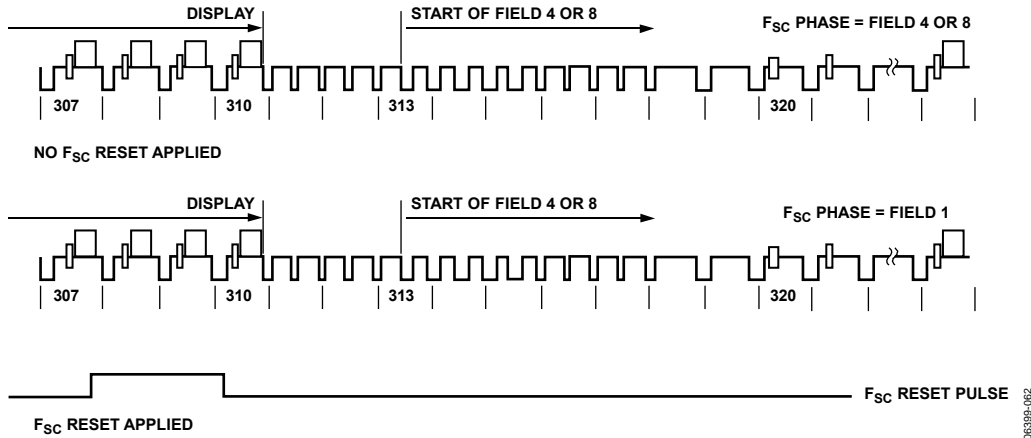 DISPLAY
START OF FIELD 4 OR 8
FSC PHASE = FIELD 4 OR 8
307
310
313
320
NO FSC RESET APPLIED
DISPLAY
START OF FIELD 4 OR 8
FSC PHASE = FIELD 1
307
310
313
320
FSC RESET PULSE
FSC RESET APPLIED
06399-062